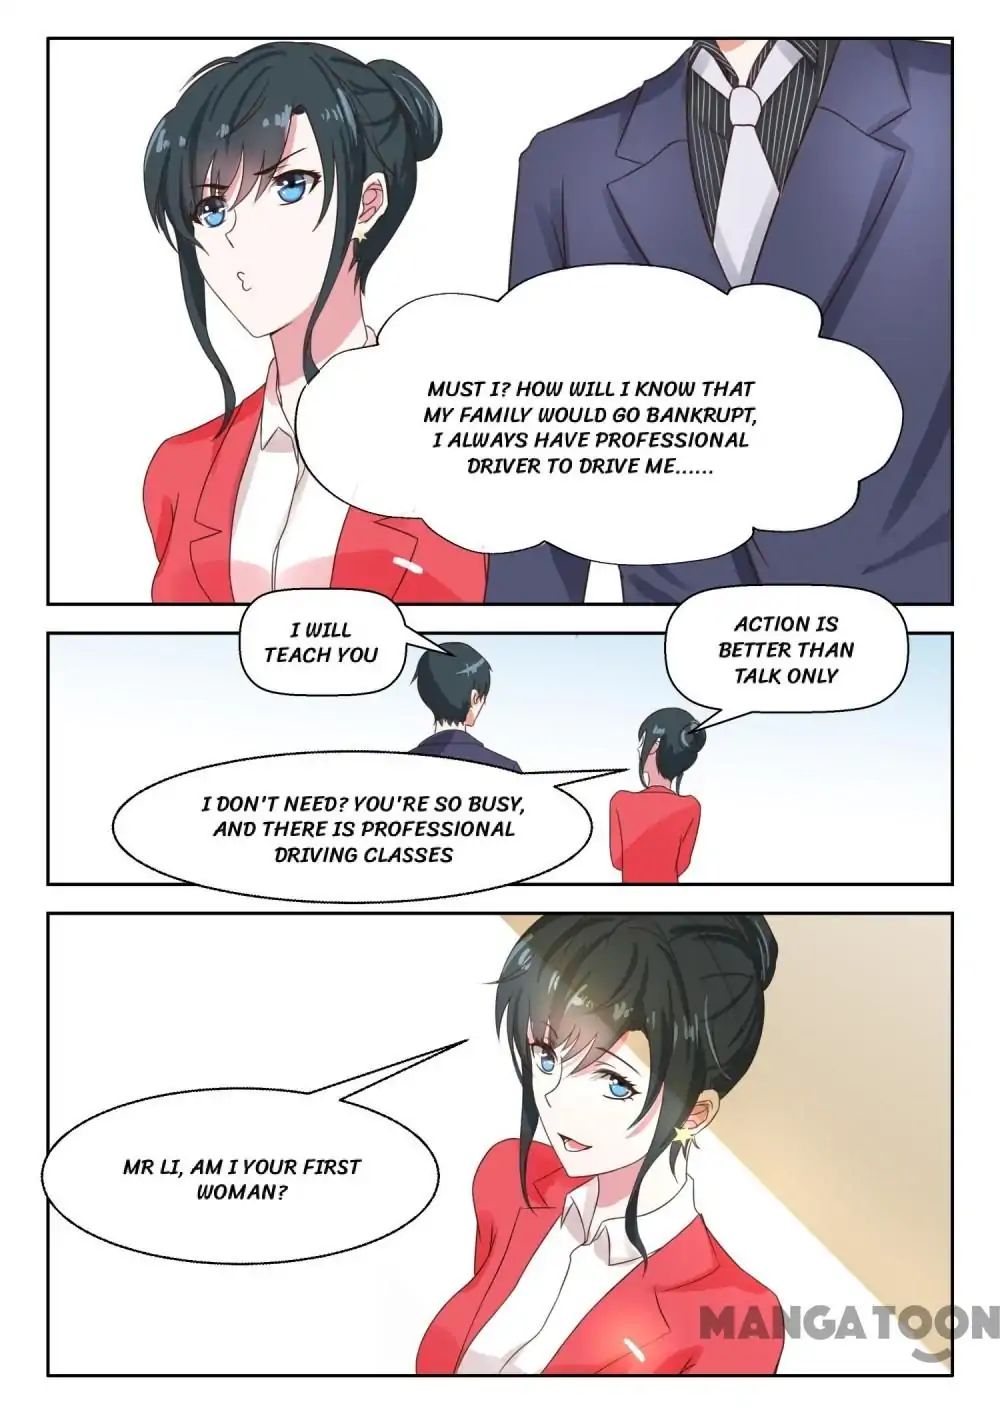 MUST I? HOW WILL I KNOW THAT
MY FAMILY WOULD GO BANKRUPT,
I ALWAYS HAVE PROFESSIONAL
DRIVER TO DRIVE ME......
I WILL
TEACH YOU
ACTION IS
BETTER THAN
TALK ONLY
I DON'T NEED? YOU'RE SO BUSY,
AND THERE IS PROFESSIONAL
DRIVING CLASSES
MR LI, AM I YOUR FIRST
WOMAN?
MANGATOON